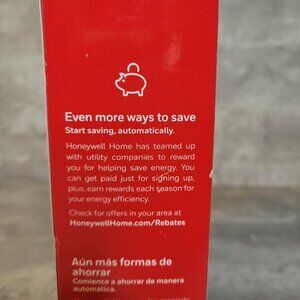 Even more ways to save
Start saving, automatically.
Honeywell Home has teamed up
with utility companies to reward
you for helping save energy. You
can get paid just for signing up,
plus, earn rewards each season for
your energy efficiency.
Check for offers in your area at
HoneywellHome.com/Rebates
Aún más formas de
ahorrar
Comience a ahorrar de manera
automática.